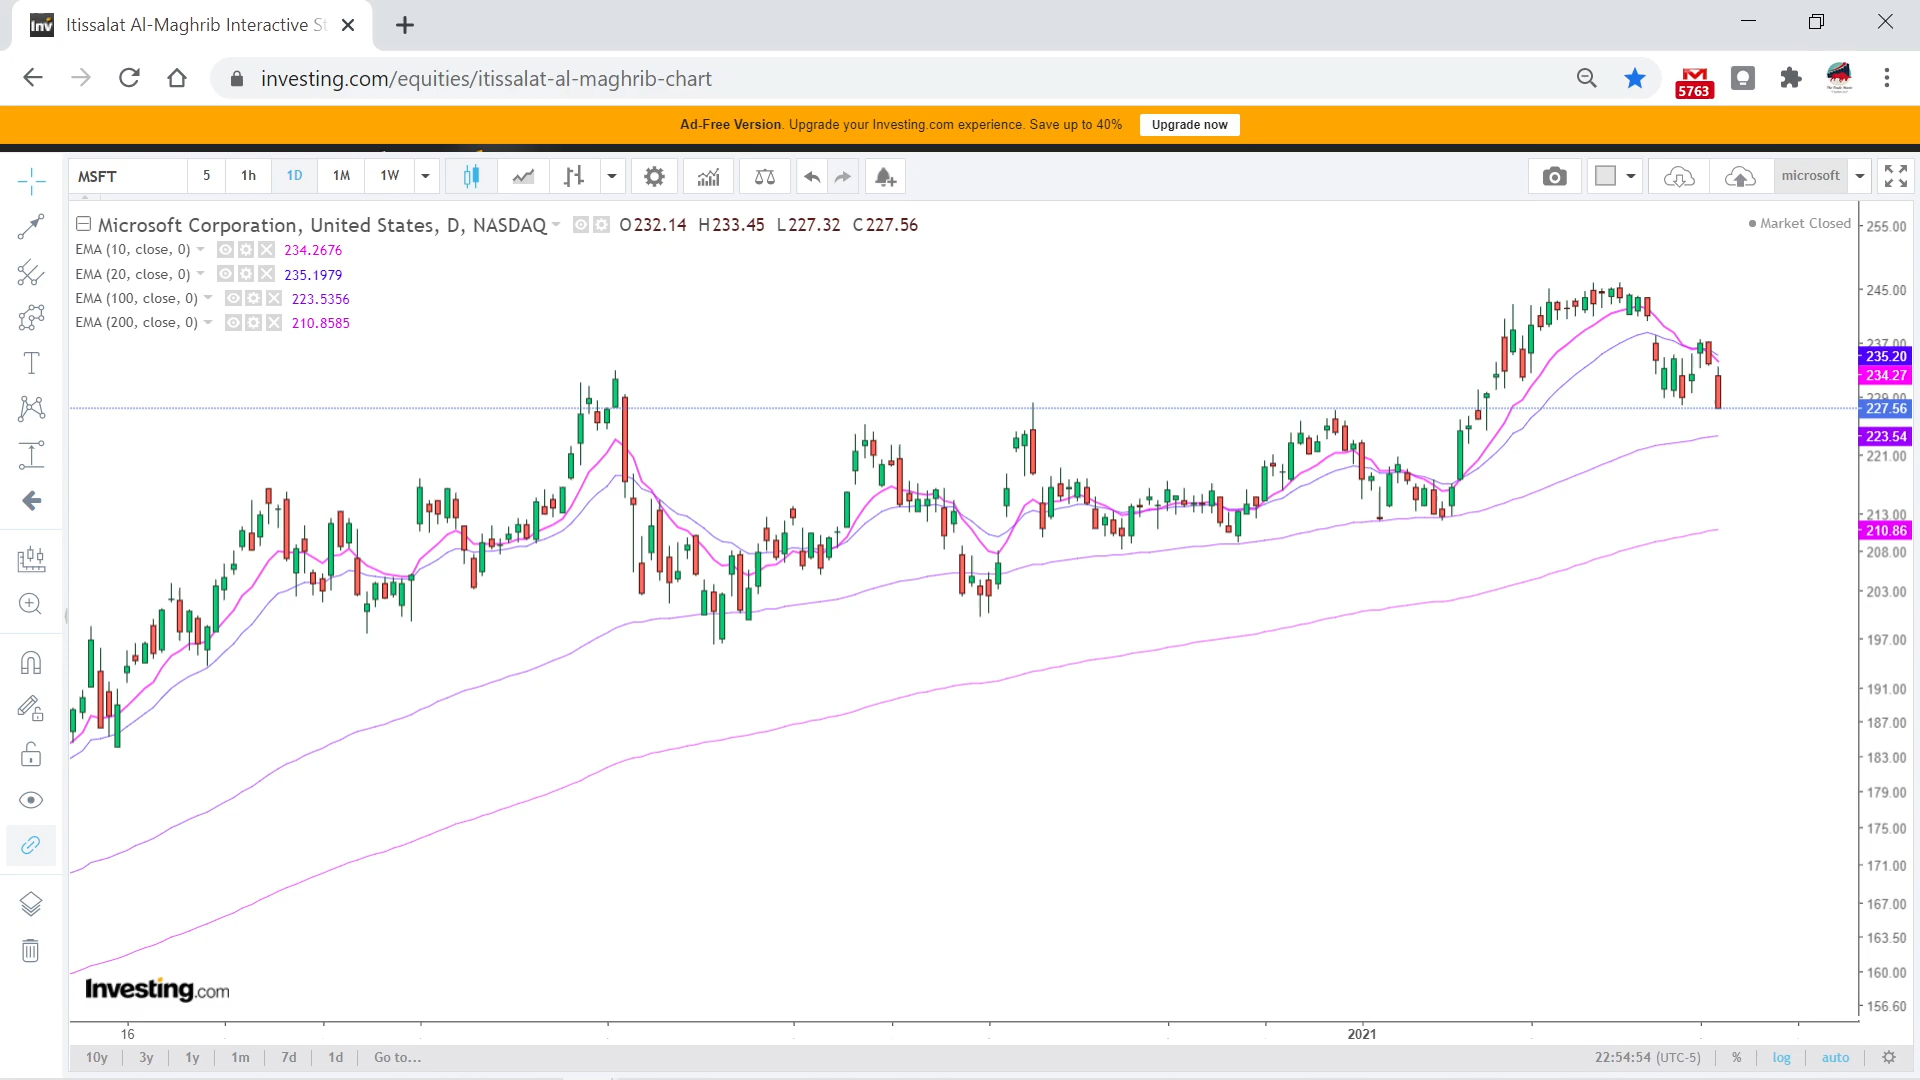 inv Itissalat Al-Maghrib Interactive St
investing.com/equities/itissalat-al-maghrib-chart
5763
Ad-Free Version. Upgrade your Investing.com experience. Save up to 40% Upgrade now
MSFT 5 1h 1D 1M 1W microsoft
Microsoft Corporation, United States, D, NASDAQ O232.14 H233.45 L227.32 C227.56
Market Closed
EMA (10, close, 0) 234.2676
EMA (20, close, 0) 235.1979
EMA (100, close, 0) 223.5356
EMA (200, close, 0) 210.8585
255.00
245.00
237.00
235.20
234.27
229.00
227.56
223.54
221.00
213.00
210.86
208.00
203.00
197.00
191.00
187.00
183.00
179.00
175.00
171.00
167.00
163.50
160.00
156.60
Investing.com
16 2021
10y 3y 1y 1m 7d 1d Go to... 22:54:54 (UTC-5) % log auto